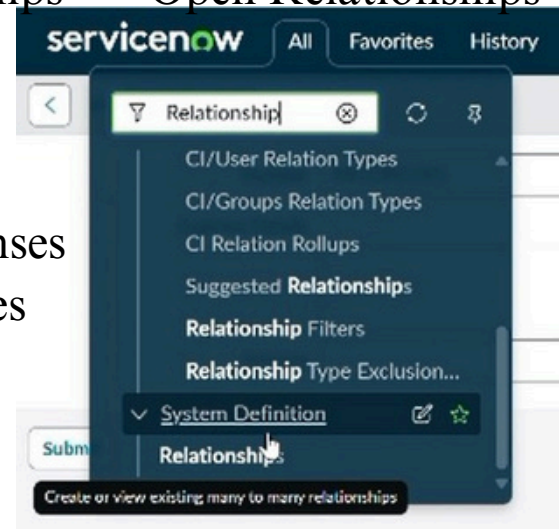 Open Relationships
servicenow All Favorites History
Relationship
CI/User Relation Types
CI/Groups Relation Types
CI Relation Rollups
Suggested Relationships
Relationship Filters
Relationship Type Exclusion...
System Definition
Relationships
Create or view existing many to many relationships